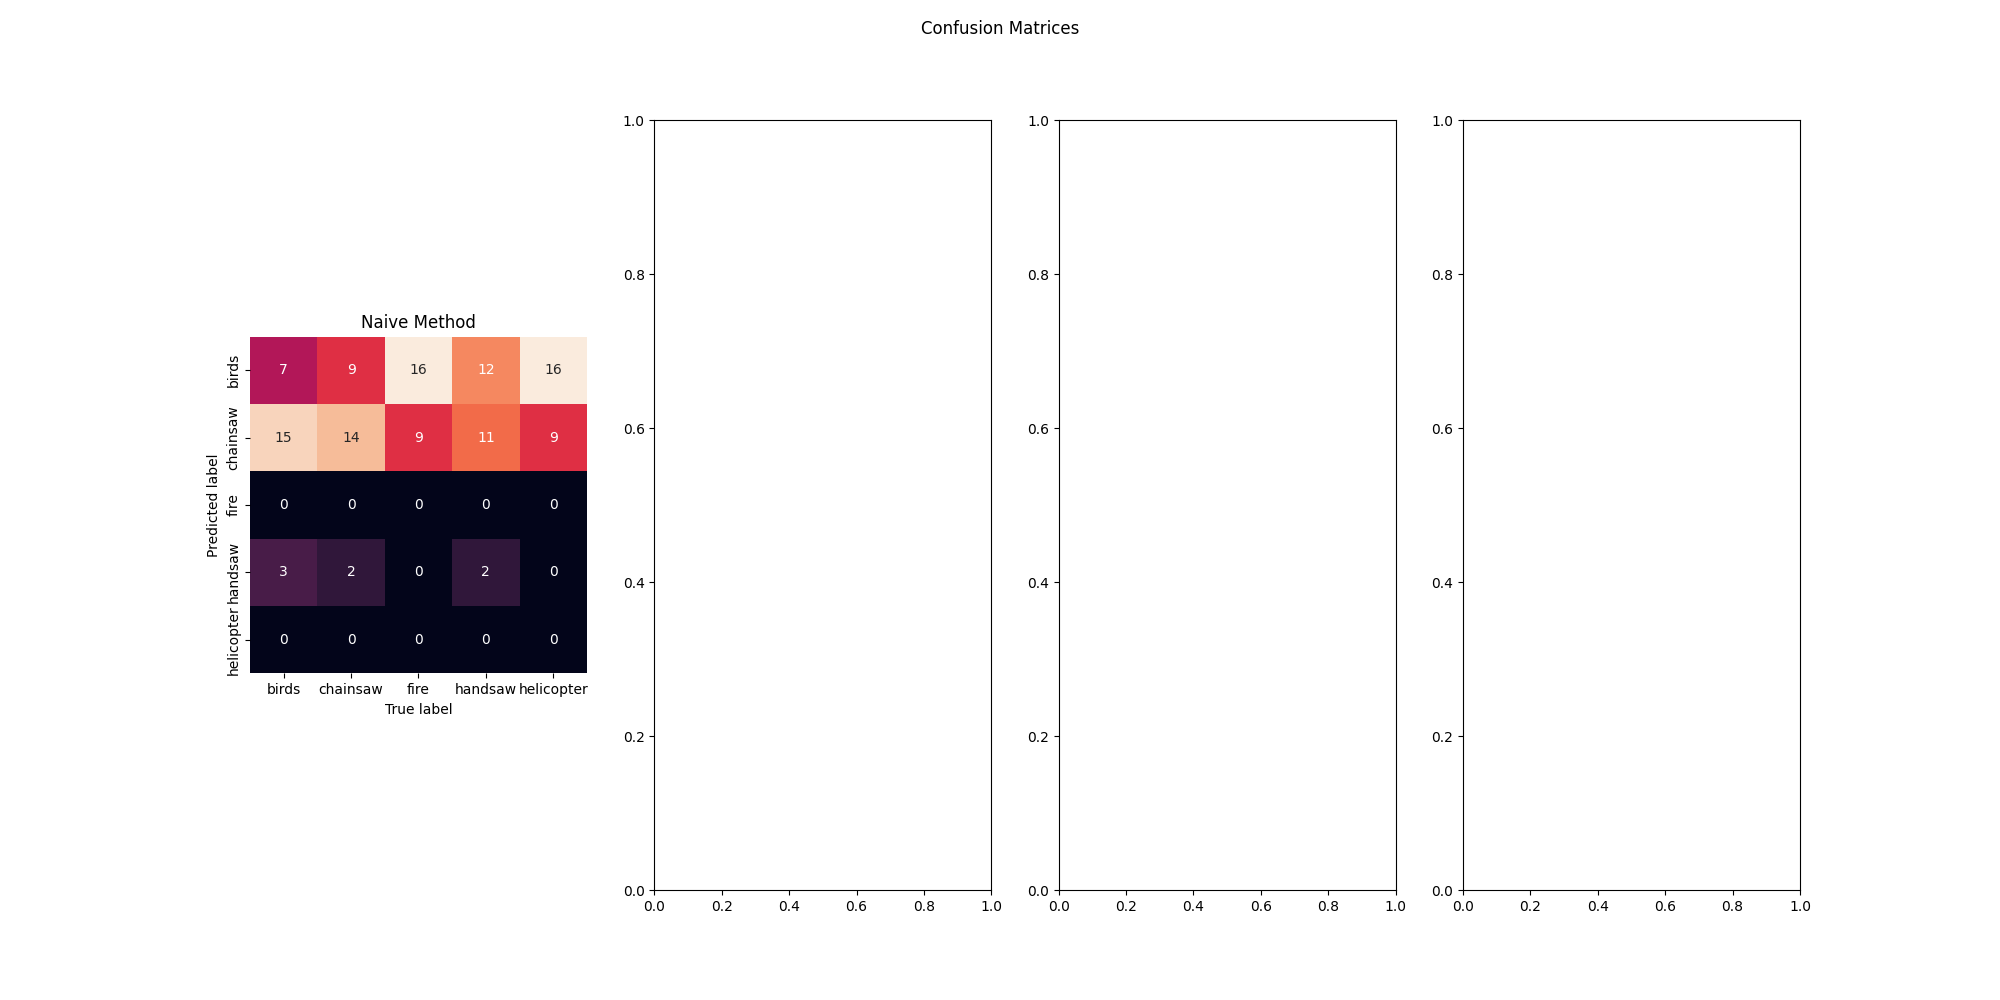 Confusion Matrices
Naive Method
Predicted label
birds
chainsaw
fire
handsaw
helicopter
7 9 16 12 16
15 14 9 11 9
0 0 0 0 0
3 2 0 2 0
0 0 0 0 0
birds chainsaw fire handsaw helicopter
True label
1.0
0.8
0.6
0.4
0.2
0.0
0.0 0.2 0.4 0.6 0.8 1.0
1.0
0.8
0.6
0.4
0.2
0.0
0.0 0.2 0.4 0.6 0.8 1.0
1.0
0.8
0.6
0.4
0.2
0.0
0.0 0.2 0.4 0.6 0.8 1.0